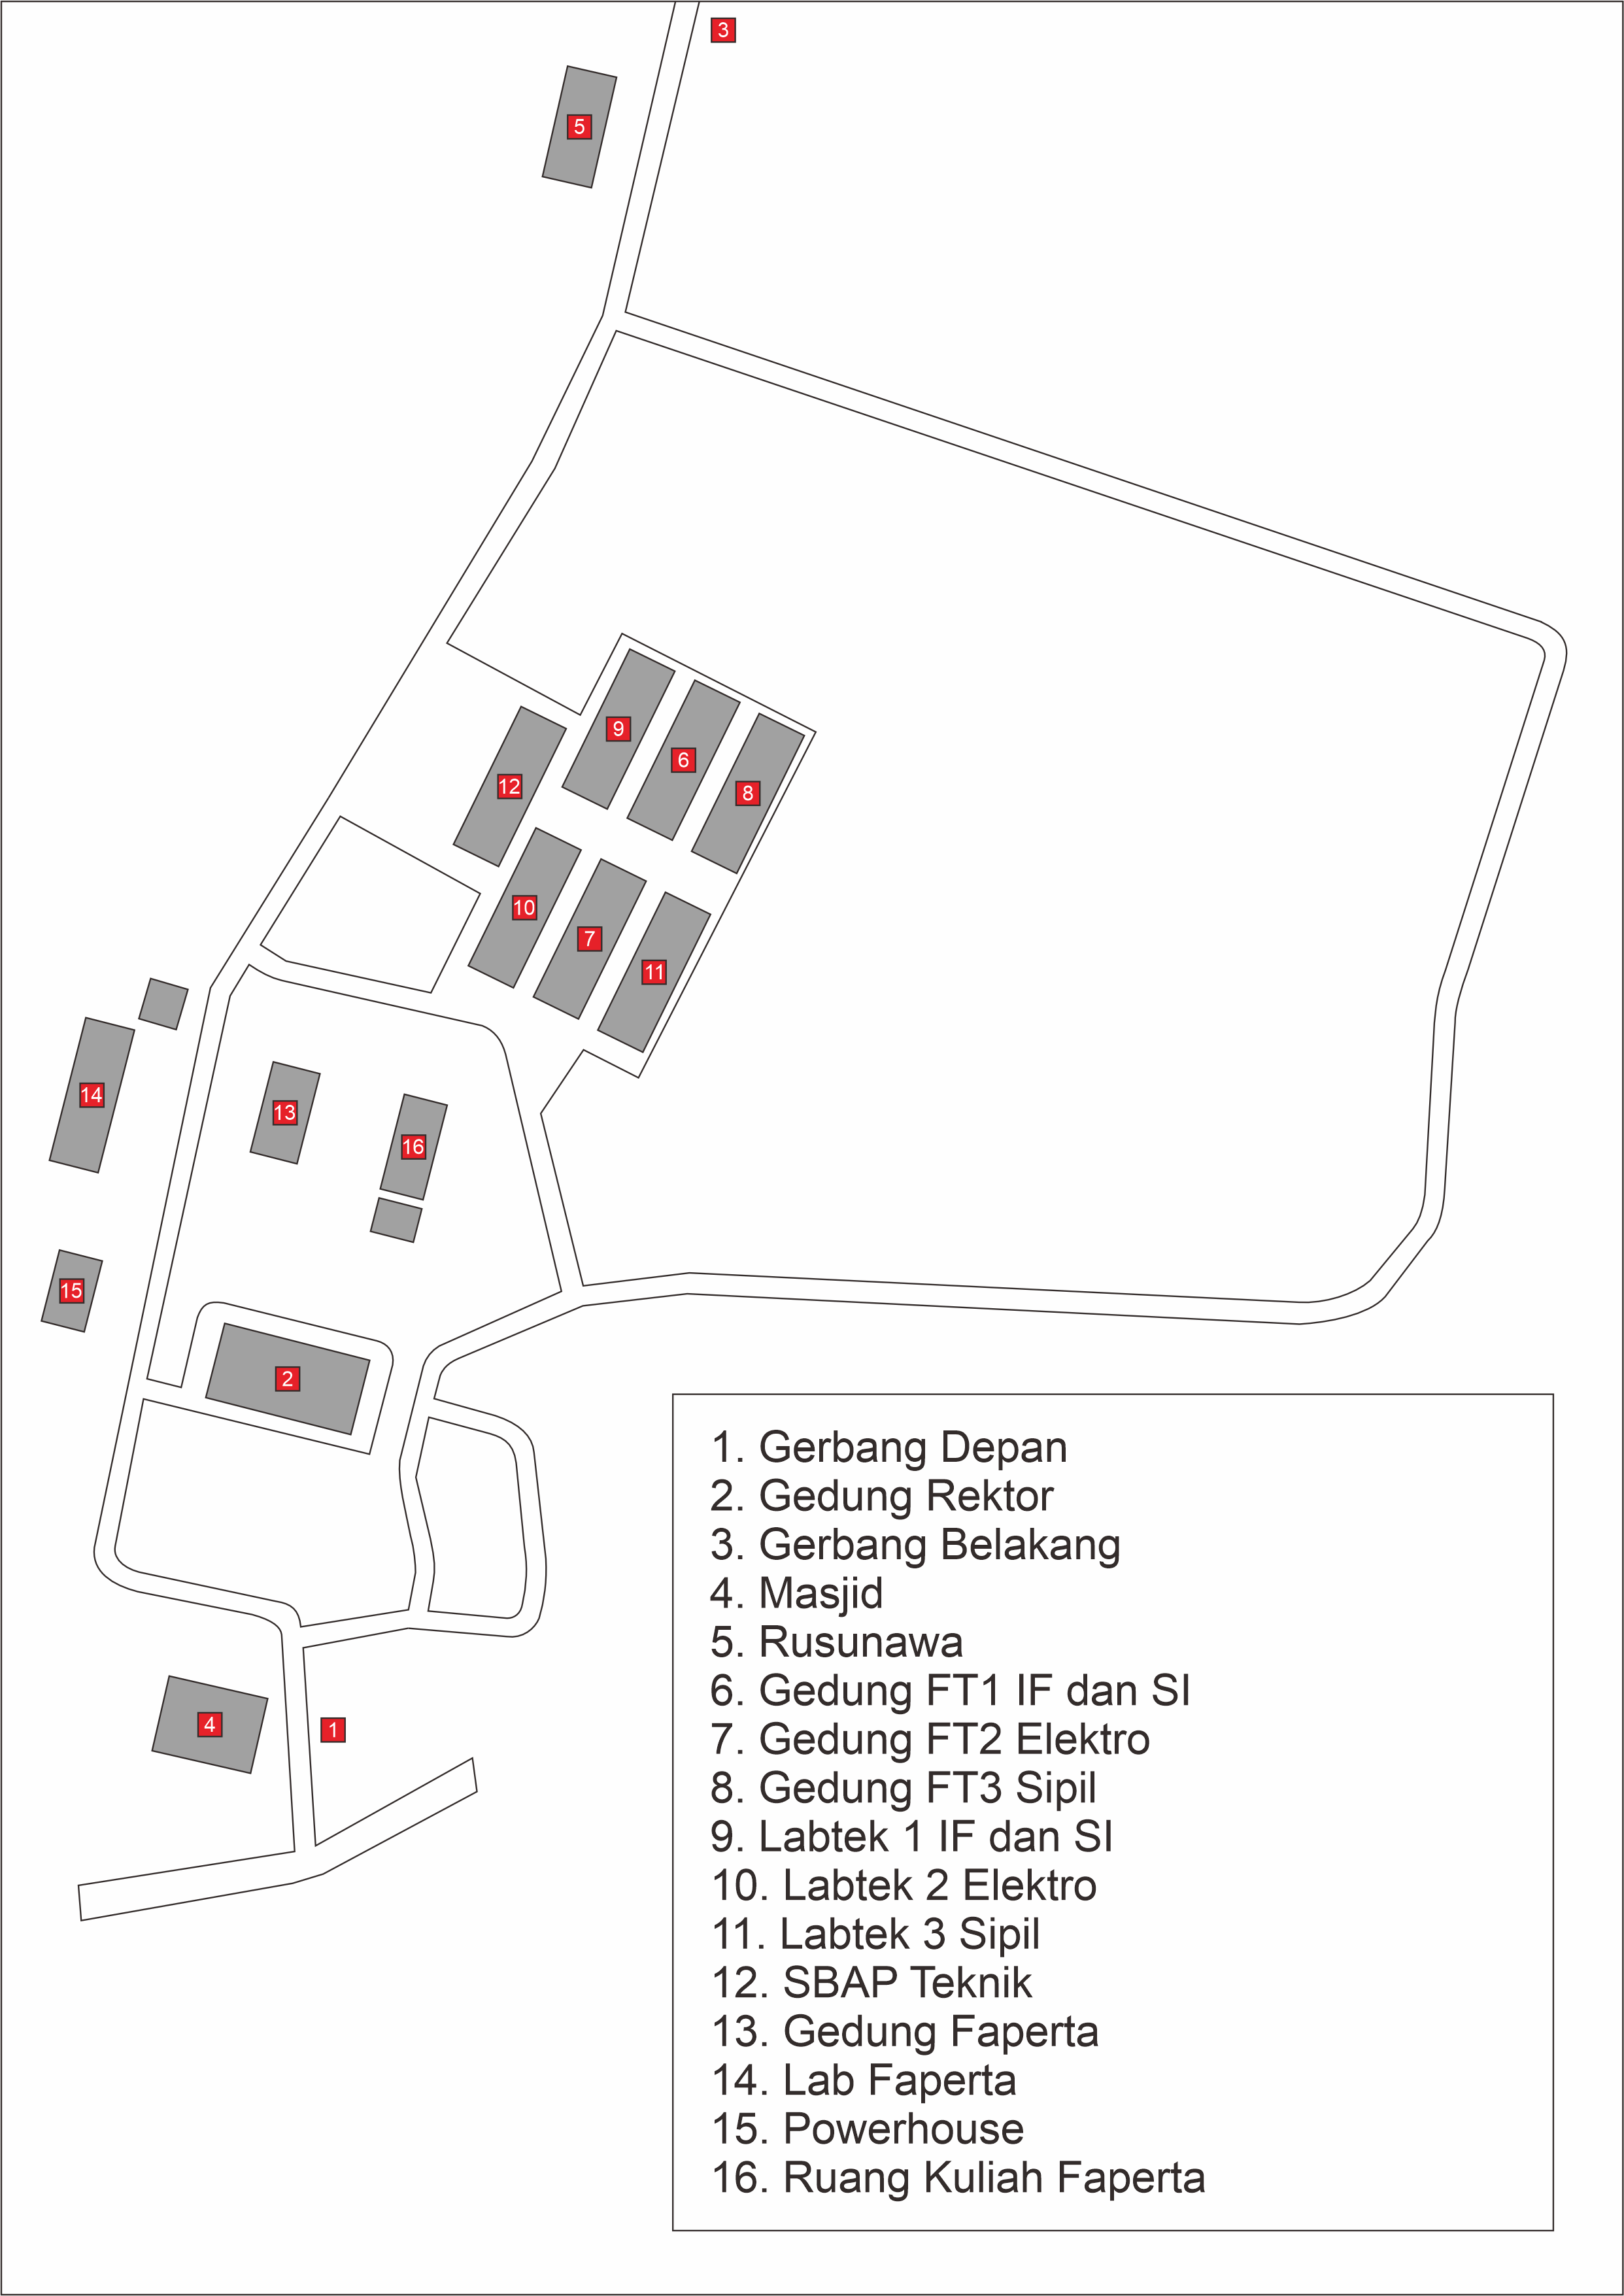 3
5
9
6
12
8
10
7
11
14
13
16
15
2
4
1
1. Gerbang Depan
2. Gedung Rektor
3. Gerbang Belakang
4. Masjid
5. Rusunawa
6. Gedung FT1 IF dan SI
7. Gedung FT2 Elektro
8. Gedung FT3 Sipil
9. Labtek 1 IF dan SI
10. Labtek 2 Elektro
11. Labtek 3 Sipil
12. SBAP Teknik
13. Gedung Faperta
14. Lab Faperta
15. Powerhouse
16. Ruang Kuliah Faperta